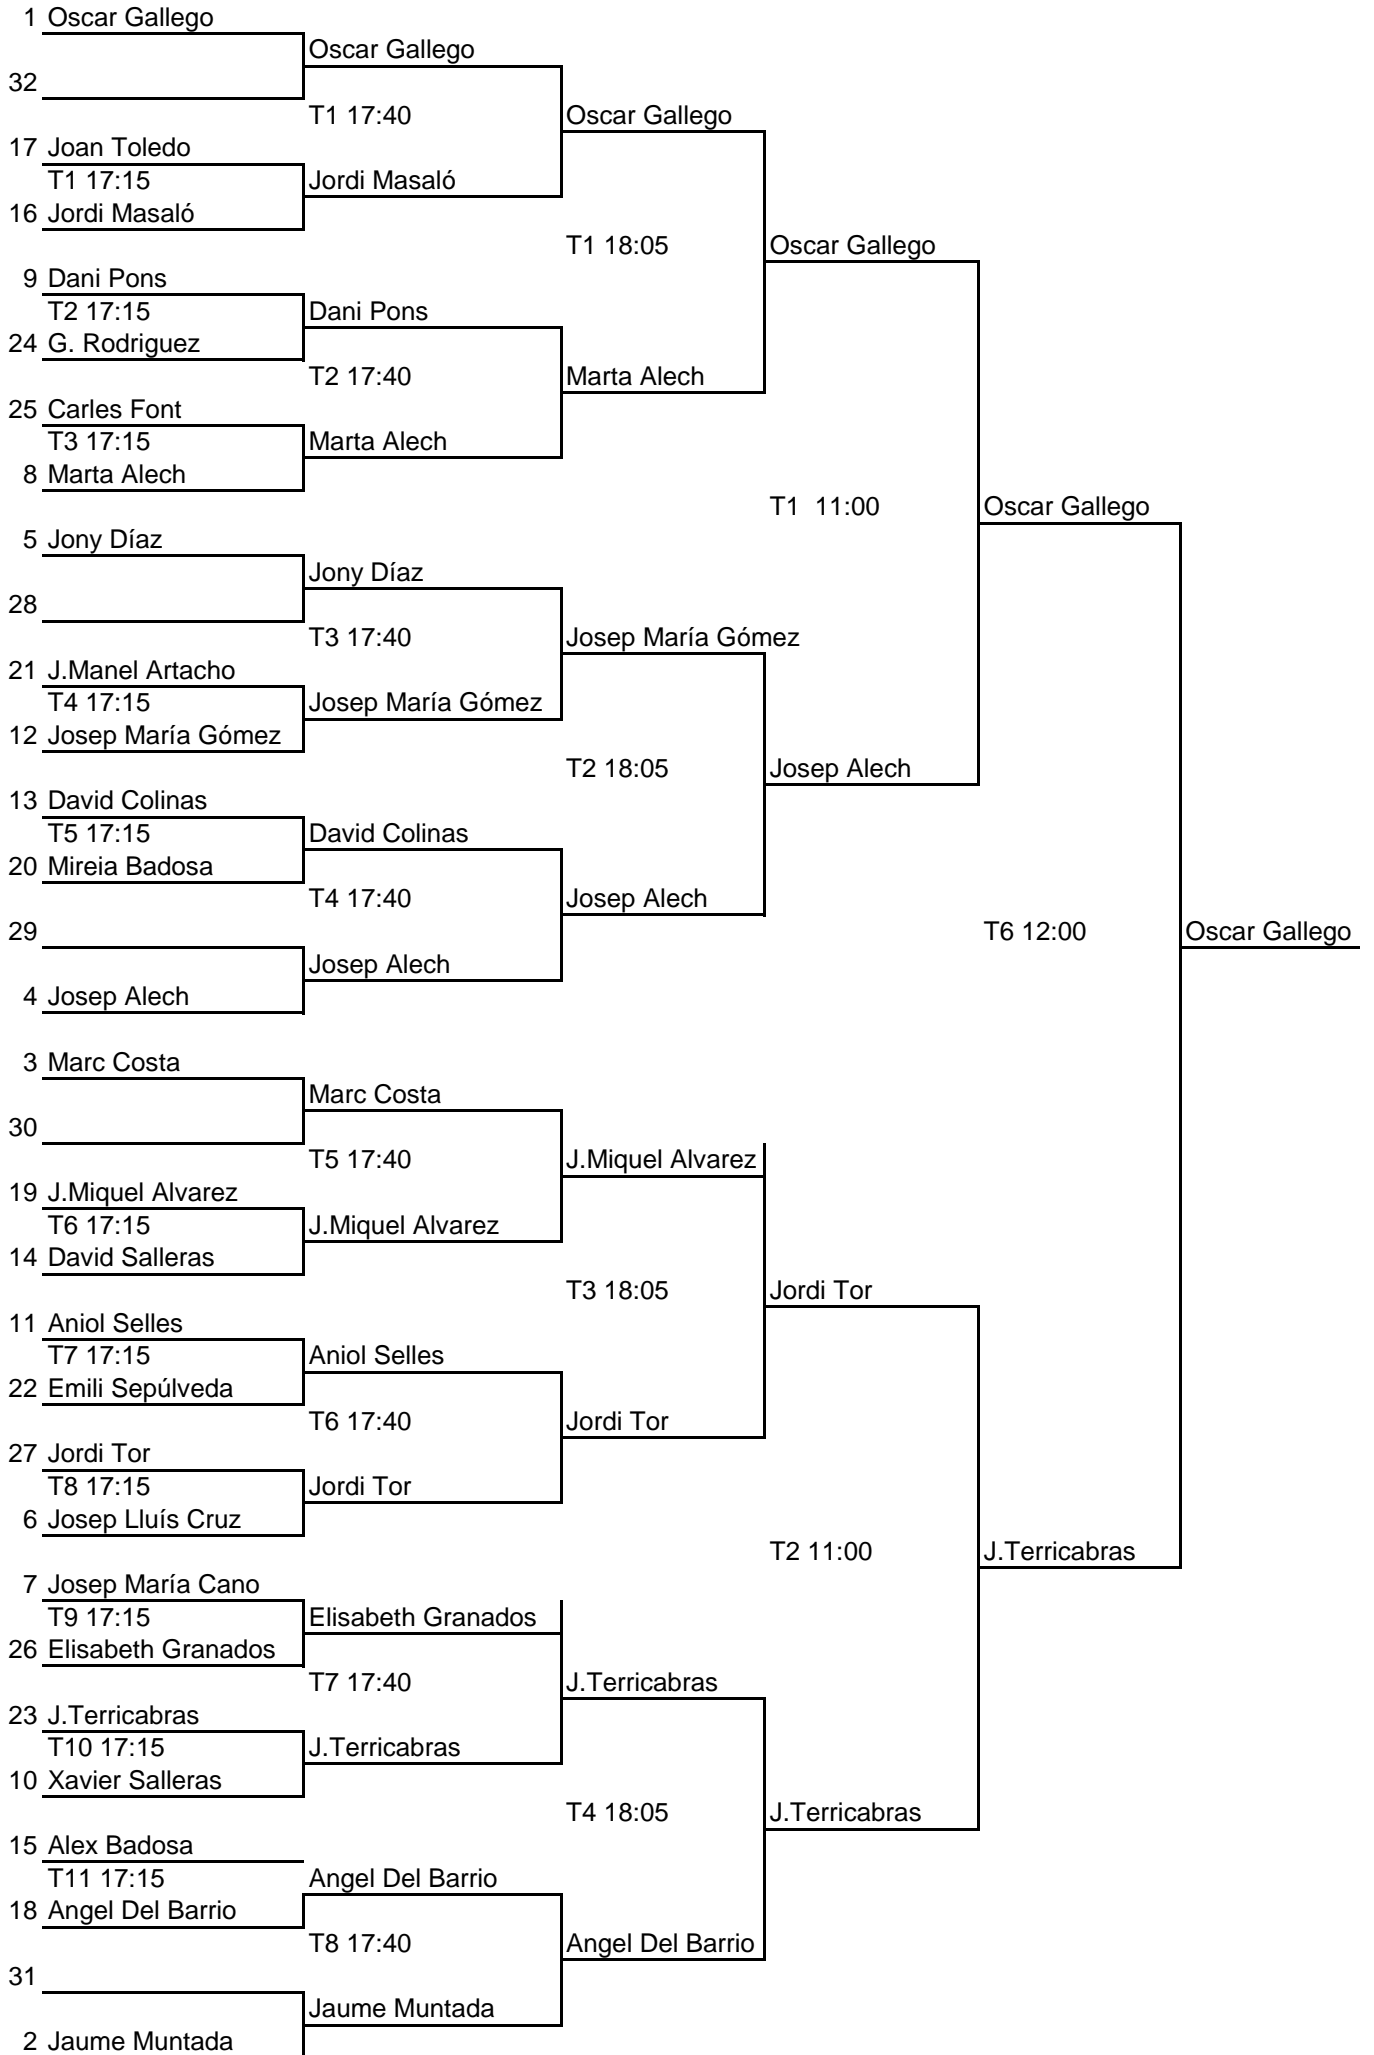 1 Oscar Gallego
Oscar Gallego
32
T1 17:40
Oscar Gallego
17 Joan Toledo
T1 17:15
Jordi Masaló
16 Jordi Masaló
T1 18:05
Oscar Gallego
9 Dani Pons
T2 17:15
Dani Pons
24 G. Rodriguez
T2 17:40
Marta Alech
25 Carles Font
T3 17:15
Marta Alech
8 Marta Alech
T1 11:00
Oscar Gallego
5 Jony Díaz
Jony Díaz
28
T3 17:40
Josep María Gómez
21 J.Manel Artacho
T4 17:15
Josep María Gómez
12 Josep María Gómez
T2 18:05
Josep Alech
13 David Colinas
T5 17:15
David Colinas
20 Mireia Badosa
T4 17:40
Josep Alech
29
T6 12:00
Oscar Gallego
Josep Alech
4 Josep Alech
3 Marc Costa
Marc Costa
30
T5 17:40
J.Miquel Alvarez
19 J.Miquel Alvarez
T6 17:15
J.Miquel Alvarez
14 David Salleras
T3 18:05
Jordi Tor
11 Aniol Selles
T7 17:15
Aniol Selles
22 Emili Sepúlveda
T6 17:40
Jordi Tor
27 Jordi Tor
T8 17:15
Jordi Tor
6 Josep Lluís Cruz
T2 11:00
J.Terricabras
7 Josep María Cano
T9 17:15
Elisabeth Granados
26 Elisabeth Granados
T7 17:40
J.Terricabras
23 J.Terricabras
T10 17:15
J.Terricabras
10 Xavier Salleras
T4 18:05
J.Terricabras
15 Alex Badosa
T11 17:15
Angel Del Barrio
18 Angel Del Barrio
T8 17:40
Angel Del Barrio
31
Jaume Muntada
2 Jaume Muntada